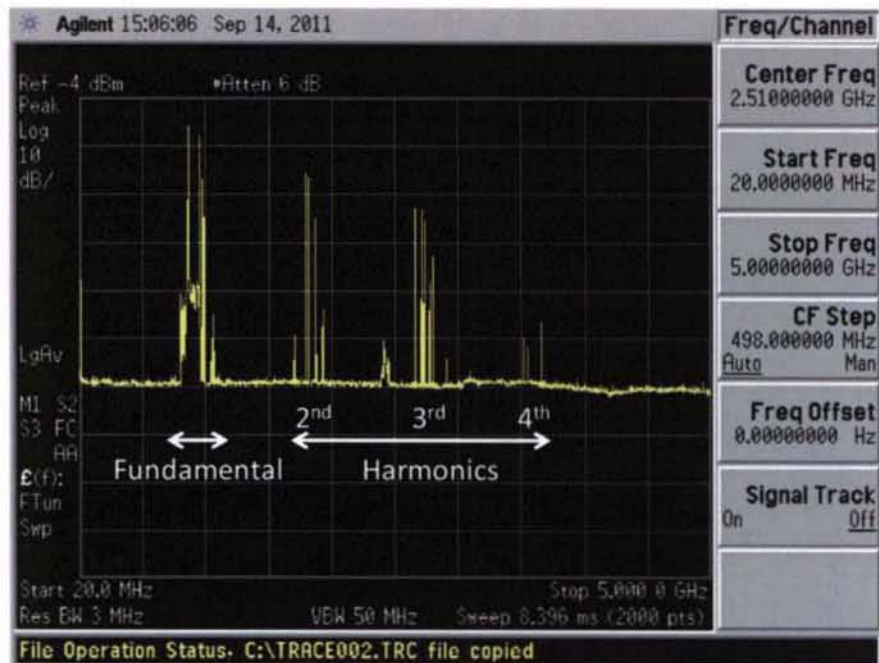 Agilent 15:06:06 Sep 14, 2011
Freq/Channel
Ref -4 dBm #Atten 6 dB
Peak
Log
10
dB/
Center Freq
2.51000000 GHz
Start Freq
20.0000000 MHz
Stop Freq
5.00000000 GHz
CF Step
498.000000 MHz
Auto Man
LgAv
M1 S2
S3 FC
AA
2nd 3rd 4th
Fundamental Harmonics
Freq Offset
0.00000000 Hz
£(f):
FTun
Swp
Signal Track
On Off
Start 20.0 MHz Stop 5.000 0 GHz
Res BW 3 MHz VBW 50 MHz Sweep 8.396 ms (2000 pts)
File Operation Status, C:\TRACE002.TRC file copied